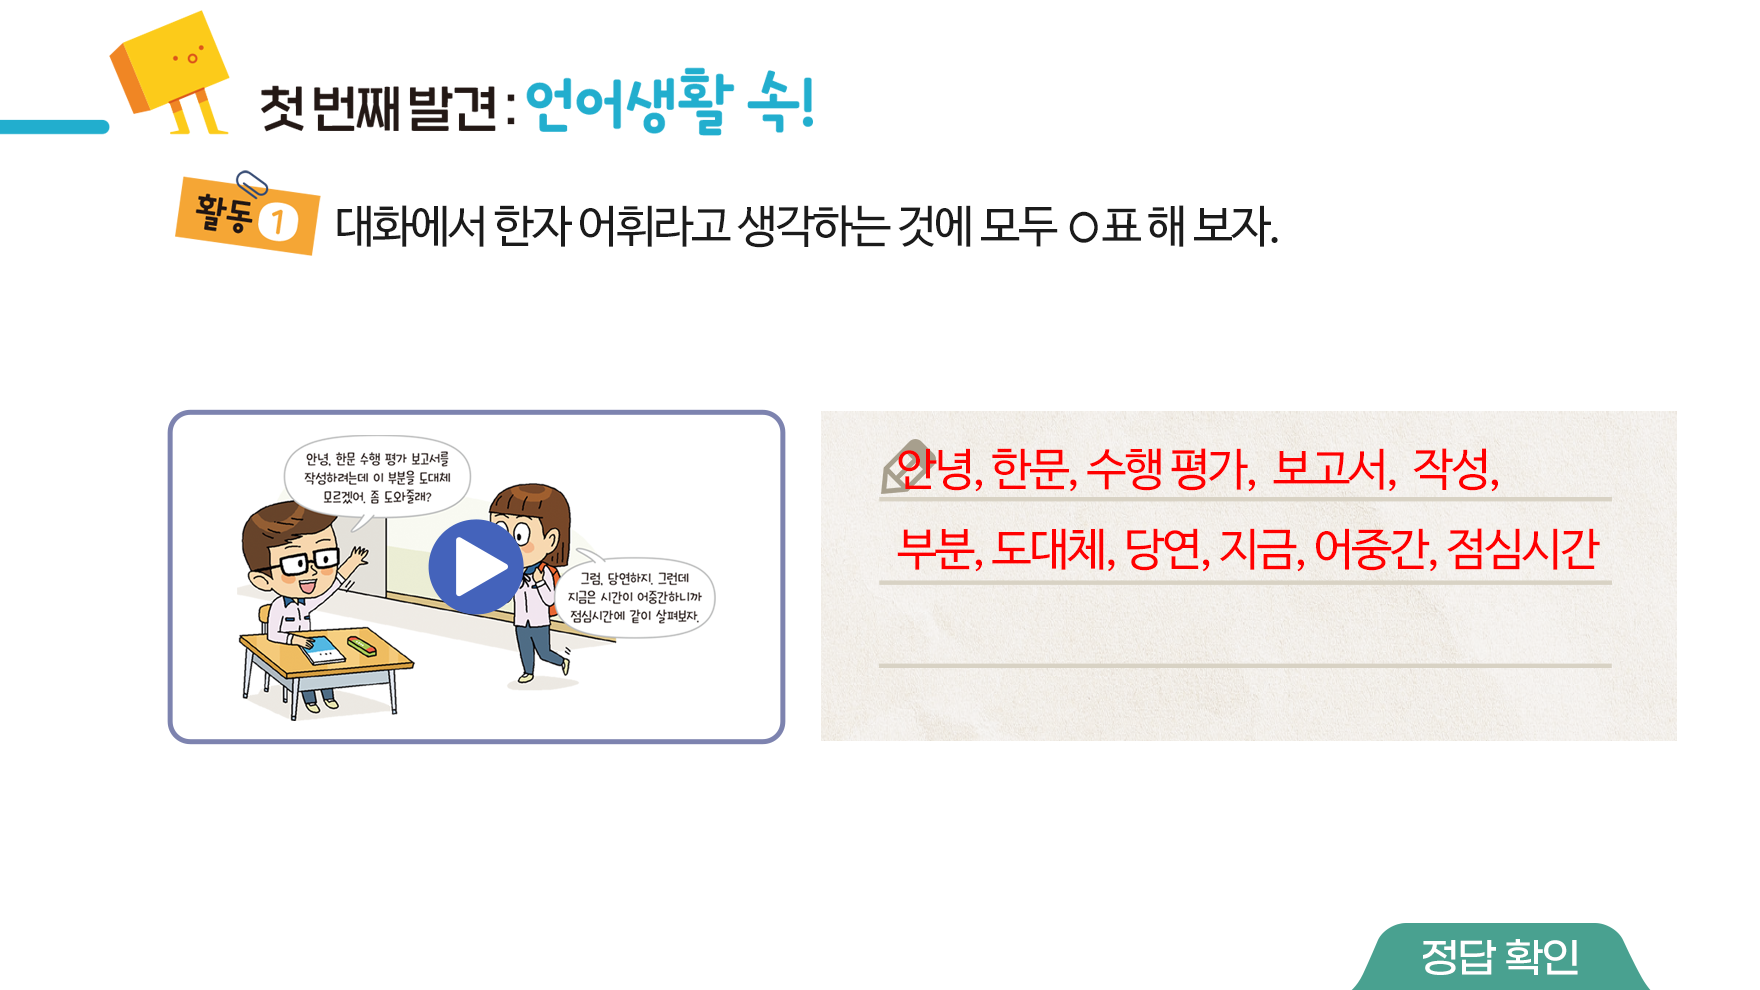 첫 번째 발견 : 언어생활 속!
활동 1 대화에서 한자 어휘라고 생각하는 것에 모두 O표 해 보자.
안녕, 한문 수행 평가 보고서를
작성하려는데 이 부분을 도대체
모르겠어. 좀 도와줄래?
그럼, 당연하지. 그런데
지금은 시간이 어중간하니까
점심시간에 같이 살펴보자.
안녕, 한문, 수행 평가, 보고서, 작성,
부분, 도대체, 당연, 지금, 어중간, 점심시간
정답 확인